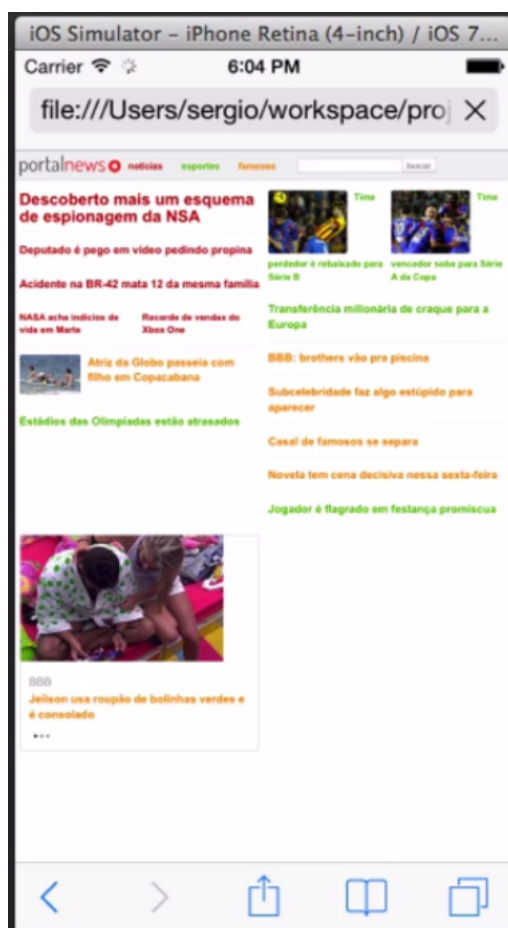 iOS Simulator – iPhone Retina (4-inch) / iOS 7...
Carrier 6:04 PM
file:///Users/sergio/workspace/proj
portalnews notícias esportes famosos buscar
Descoberto mais um esquema
de espionagem da NSA
Deputado é pego em vídeo pedindo propina
Acidente na BR-42 mata 12 da mesma família
NASA acha indícios de
vida em Marte
Recorde de vendas do
Xbox One
Atriz da Globo passeia com
filho em Copacabana
Estádios das Olimpíadas estão atrasados
Time
perdedor é rebaixado para
Série B
Time
vencedor sobe para Série
A da Copa
Transferência milionária de craque para a
Europa
BBB: brothers vão pra piscina
Subcelebridade faz algo estúpido para
aparecer
Casal de famosos se separa
Novela tem cena decisiva nessa sexta-feira
Jogador é flagrado em festança promíscua
BBB
Jeilson usa roupão de bolinhas verdes e
é consolado